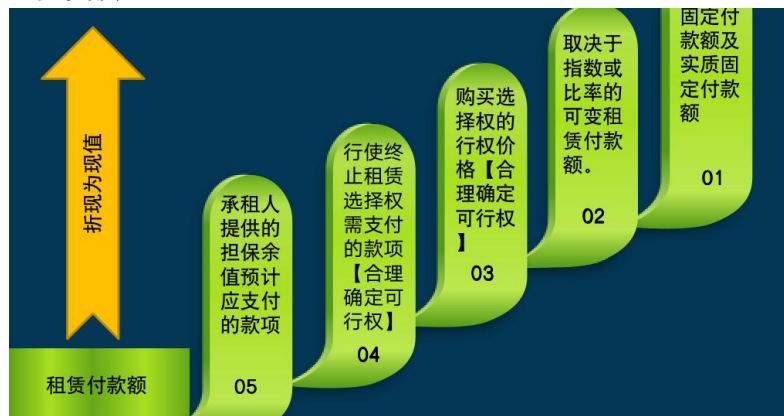 折现为现值
租赁付款额
承租人
提供的
担保余
值预计
应支付
的款项
05
行使终
止租赁
选择权
需支付
的款项
【合理
确定可
行权】
04
购买选
择权的
行权价
格【合
理确定
可行权
】
03
取决于
指数或
比率的
可变租
赁付款
额。
02
固定付
款额及
实质固
定付款
额
01